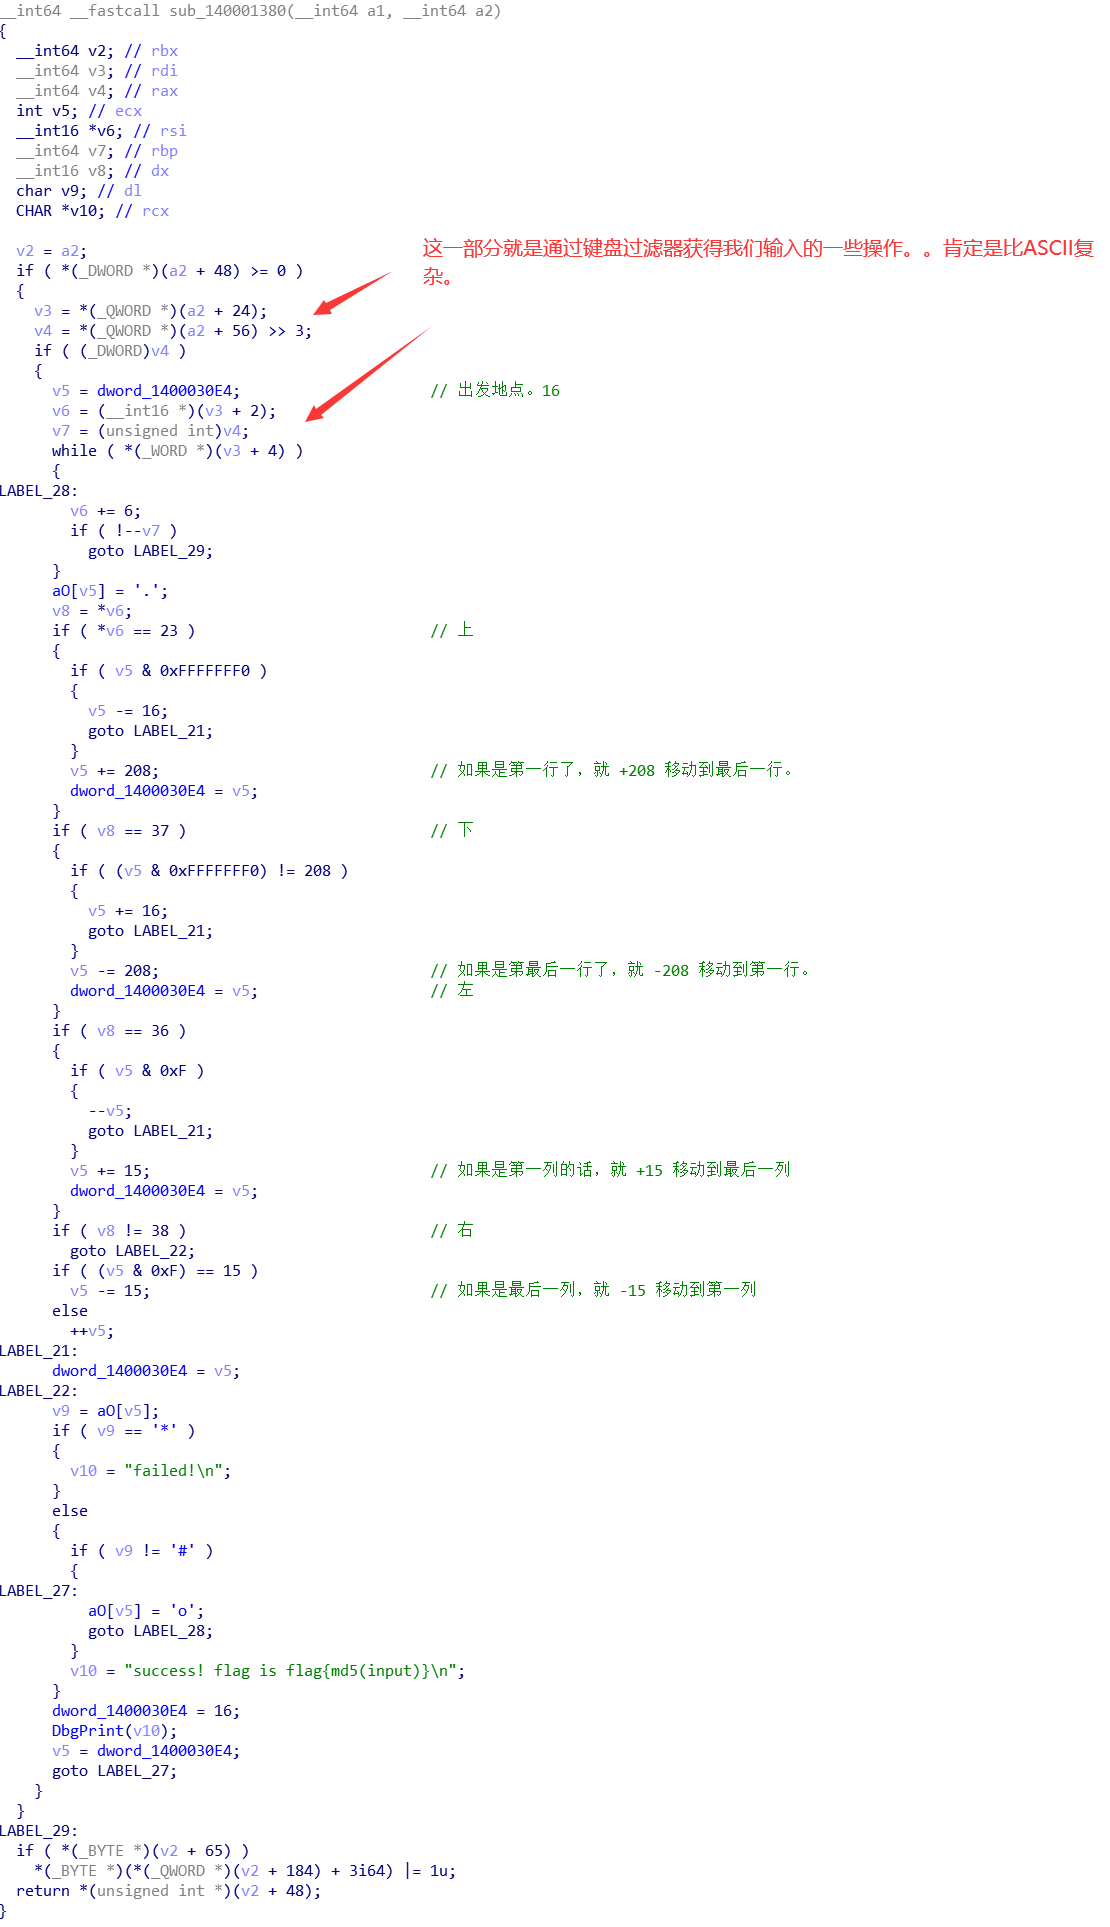 __int64 __fastcall sub_140001380(__int64 a1, __int64 a2)
{
  __int64 v2; // rbx
  __int64 v3; // rdi
  __int64 v4; // rax
  int v5; // ecx
  __int16 *v6; // rsi
  __int64 v7; // rbp
  __int16 v8; // dx
  char v9; // dl
  CHAR *v10; // rcx
这一部分就是通过键盘过滤器获得我们输入的一些操作。。肯定是比ASCII复
杂。
  v2 = a2;
  if ( *(_DWORD *)(a2 + 48) >= 0 )
  {
    v3 = *(_QWORD *)(a2 + 24);
    v4 = *(_QWORD *)(a2 + 56) >> 3;
    if ( (_DWORD)v4 )
    {
      v5 = dword_1400030E4;                      // 出发地点。16
      v6 = (__int16 *)(v3 + 2);
      v7 = (unsigned int)v4;
      while ( *(_WORD *)(v3 + 4) )
      {
LABEL_28:
        v6 += 6;
        if ( !--v7 )
          goto LABEL_29;
      }
      aO[v5] = '.';
      v8 = *v6;
      if ( *v6 == 23 )                           // 上
      {
        if ( v5 & 0xFFFFFFF0 )
        {
          v5 -= 16;
          goto LABEL_21;
        }
        v5 += 208;                               // 如果是第一行了，就 +208 移动到最后一行。
        dword_1400030E4 = v5;
      }
      if ( v8 == 37 )                            // 下
      {
        if ( (v5 & 0xFFFFFFF0) != 208 )
        {
          v5 += 16;
          goto LABEL_21;
        }
        v5 -= 208;                               // 如果是第最后一行了，就 -208 移动到第一行。
        dword_1400030E4 = v5;                    // 左
      }
      if ( v8 == 36 )
      {
        if ( v5 & 0xF )
        {
          --v5;
          goto LABEL_21;
        }
        v5 += 15;                                // 如果是第一列的话，就 +15 移动到最后一列
        dword_1400030E4 = v5;
      }
      if ( v8 != 38 )                            // 右
        goto LABEL_22;
      if ( (v5 & 0xF) == 15 )
        v5 -= 15;                                // 如果是最后一列，就 -15 移动到第一列
      else
        ++v5;
LABEL_21:
      dword_1400030E4 = v5;
LABEL_22:
      v9 = aO[v5];
      if ( v9 == '*' )
      {
        v10 = "failed!\n";
      }
      else
      {
        if ( v9 != '#' )
        {
LABEL_27:
          aO[v5] = 'o';
          goto LABEL_28;
        }
        v10 = "success! flag is flag{md5(input)}\n";
      }
      dword_1400030E4 = 16;
      DbgPrint(v10);
      v5 = dword_1400030E4;
      goto LABEL_27;
    }
  }
LABEL_29:
  if ( *(_BYTE *)(v2 + 65) )
    *(_BYTE *)(*(_QWORD *)(v2 + 184) + 3i64) |= 1u;
  return *(unsigned int *)(v2 + 48);
}